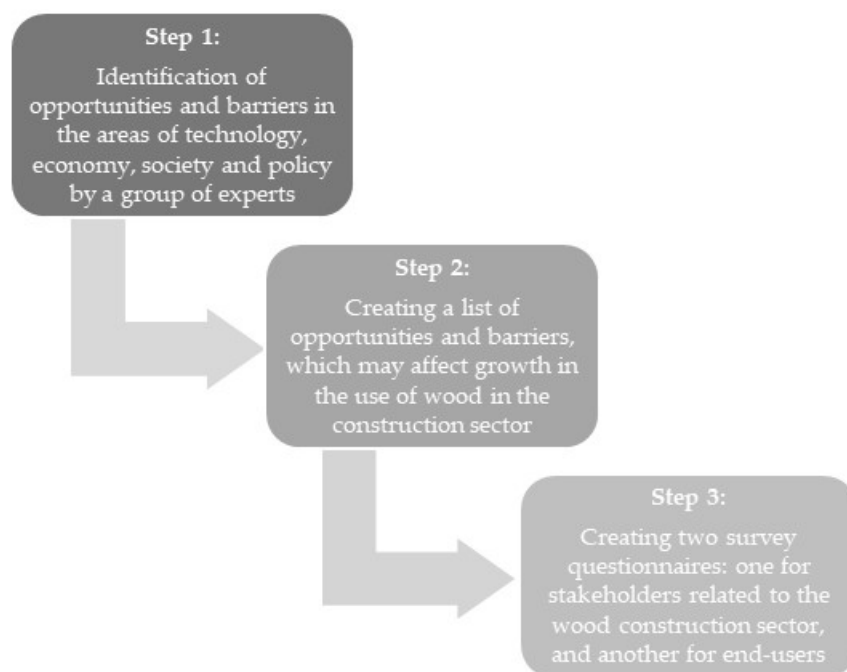 Step 1:
Identification of
opportunities and barriers in
the areas of technology,
economy, society and policy
by a group of experts
Step 2:
Creating a list of
opportunities and barriers,
which may affect growth in
the use of wood in the
construction sector
Step 3:
Creating two survey
questionnaires: one for
stakeholders related to the
wood construction sector,
and another for end-users